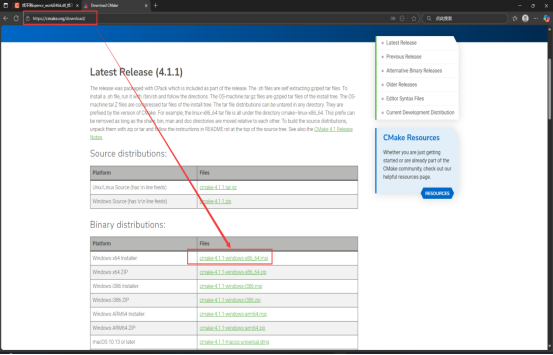 Download CMake
https://cmake.org/download/
点此搜索
Latest Release (4.1.1)
The release was packaged with CPack which is included as part of the release. The .sh files are self extracting gzipped tar files. To
install a .sh file, run it with /bin/sh and follow the directions. The OS-machine.tar.gz files are gzipped tar files of the install tree. The OS-
machine.tar.Z files are compressed tar files of the install tree. The tar file distributions can be untarred in any directory. They are
prefixed by the version of CMake. For example, the linux-x86_64 tar file is all under the directory cmake-linux-x86_64. This prefix can
be removed as long as the share, bin, man and doc directories are moved relative to each other. To build the source distributions,
unpack them with zip or tar and follow the instructions in README.rst at the top of the source tree. See also the CMake 4.1 Release
Notes.
Source distributions:
Platform Files
Unix/Linux Source (has \n line feeds) cmake-4.1.1.tar.gz
Windows Source (has \r\n line feeds) cmake-4.1.1.zip
Binary distributions:
Platform Files
Windows x64 Installer: cmake-4.1.1-windows-x86_64.msi
Windows x64 ZIP cmake-4.1.1-windows-x86_64.zip
Windows i386 Installer: cmake-4.1.1-windows-i386.msi
Windows i386 ZIP cmake-4.1.1-windows-i386.zip
Windows ARM64 Installer: cmake-4.1.1-windows-arm64.msi
Windows ARM64 ZIP cmake-4.1.1-windows-arm64.zip
macOS 10.13 or later cmake-4.1.1-macos-universal.dmg
Latest Release
Previous Release
Alternative Binary Releases
Older Releases
Editor Syntax Files
Current Development Distribution
CMake Resources
Whether you are just getting
started or are already part of the
CMake community, check out our
helpful resources page.
RESOURCES